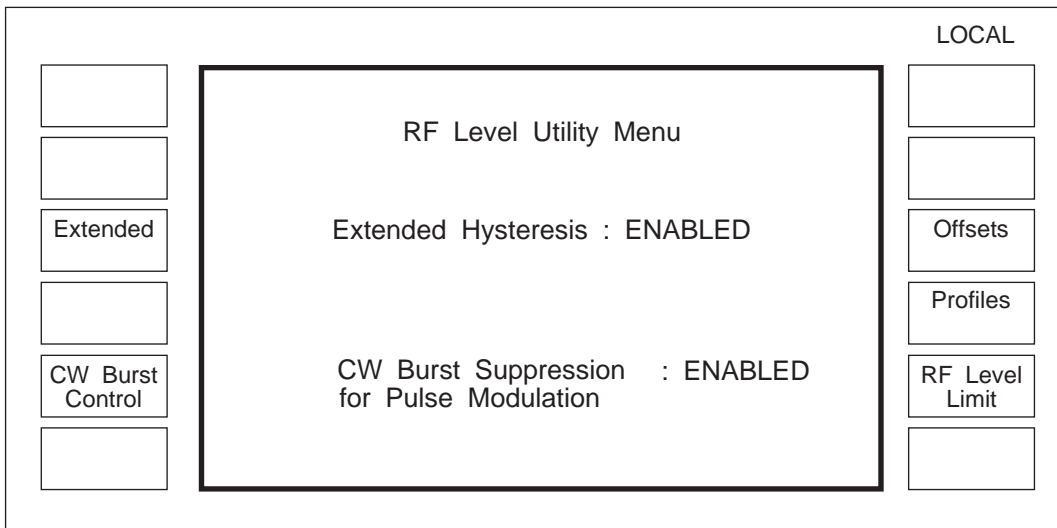 LOCAL
RF Level Utility Menu
Extended
Extended Hysteresis : ENABLED
Offsets
Profiles
CW Burst
Control
CW Burst Suppression : ENABLED
for Pulse Modulation
RF Level
Limit